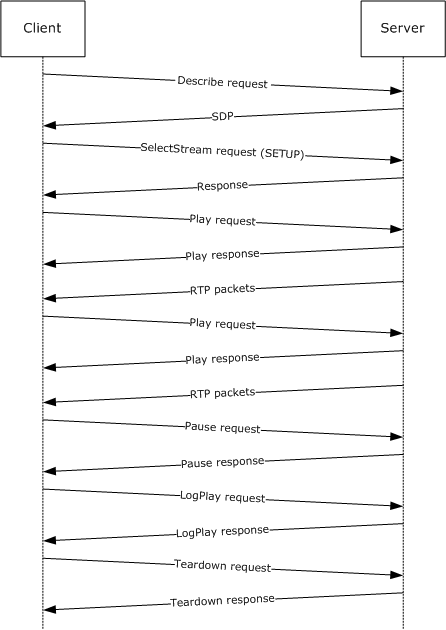 Client
Server
Describe request
SDP
SelectStream request (SETUP)
Response
Play request
Play response
RTP packets
Play request
Play response
RTP packets
Pause request
Pause response
LogPlay request
LogPlay response
Teardown request
Teardown response